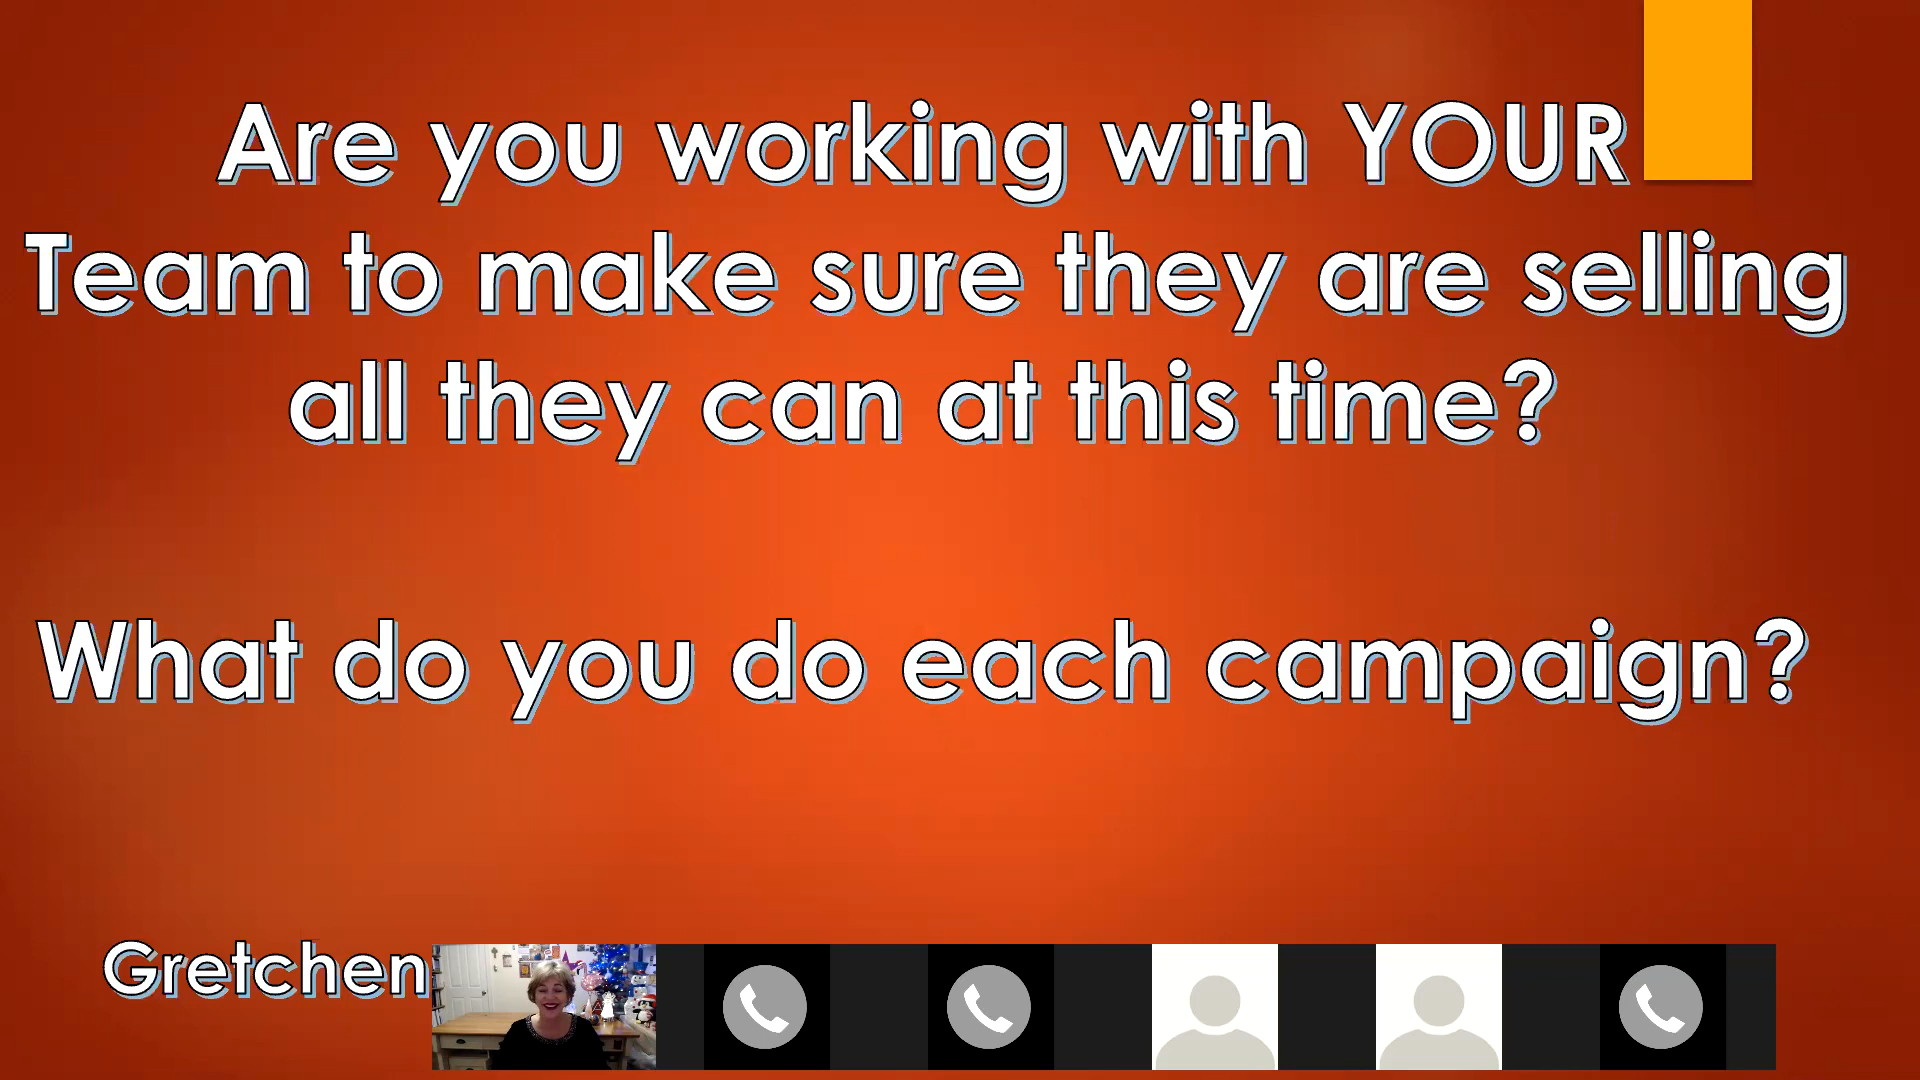 Are you working with YOUR
Team to make sure they are selling
all they can at this time?
What do you do each campaign?
Gretchen